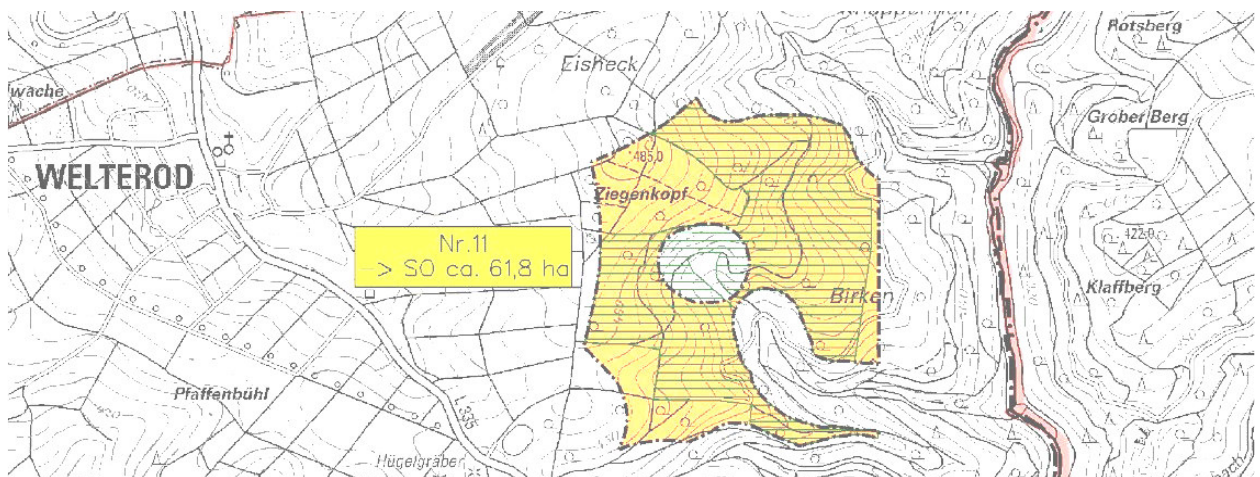 Rotsberg
Eisheck
wache
Grober Berg
485,0
WELTEROD
Ziegenkopf
422,0
Nr.11
-> SO ca. 61,8 ha
Klaffberg
Birken
Pfaffenbühl
L 335
Hügelgräber